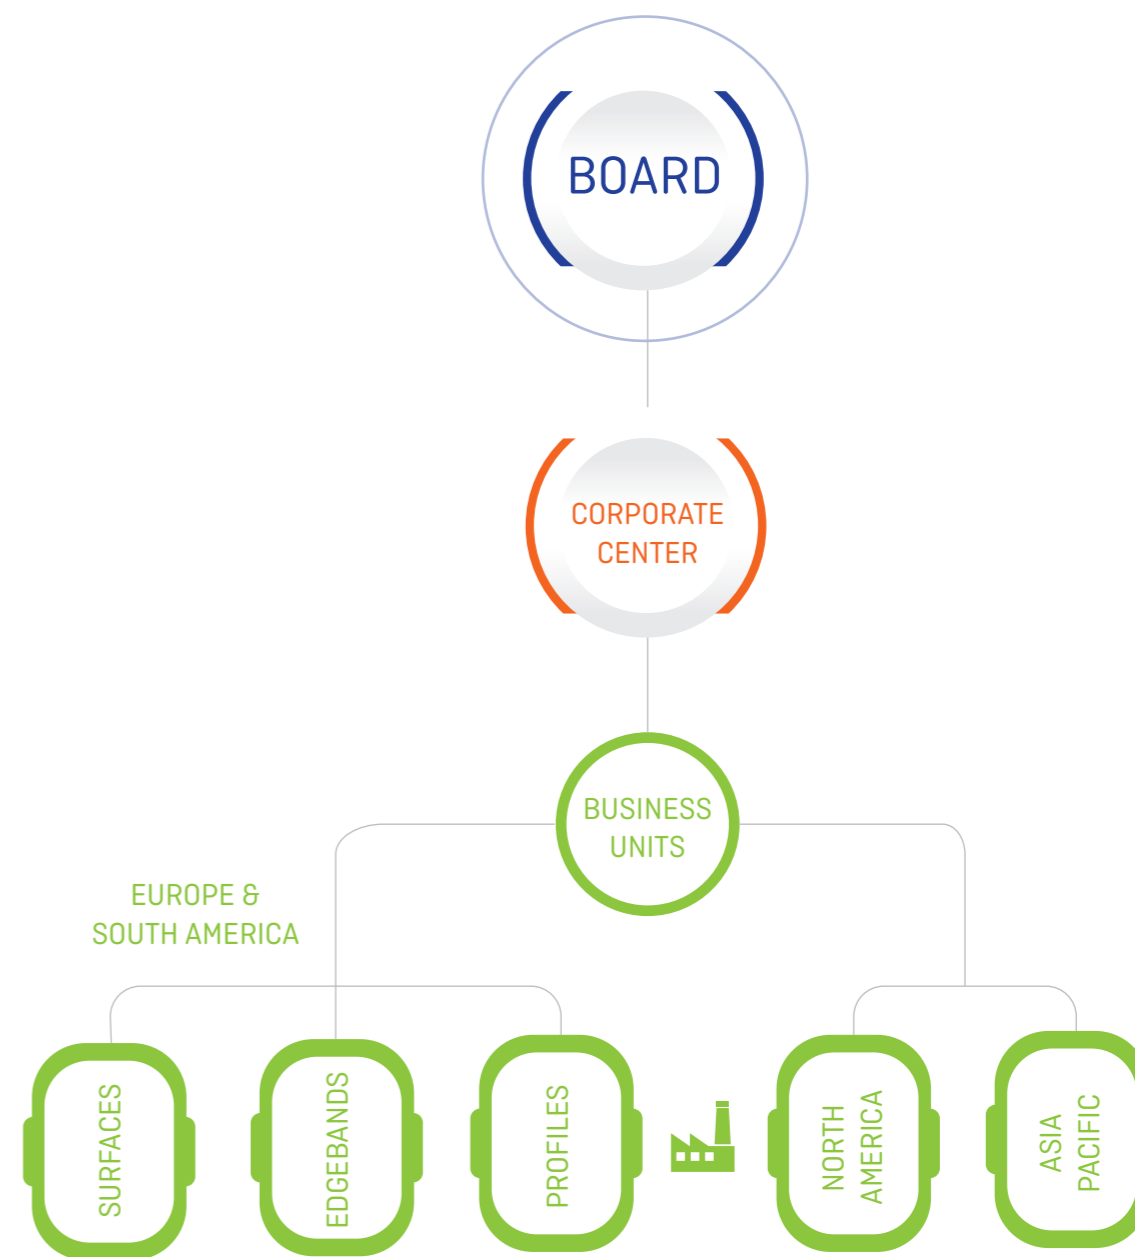 BOARD
CORPORATE
CENTER
BUSINESS
UNITS
EUROPE &
SOUTH AMERICA
SURFACES
EDGEBANDS
PROFILES
NORTH
AMERICA
ASIA
PACIFIC